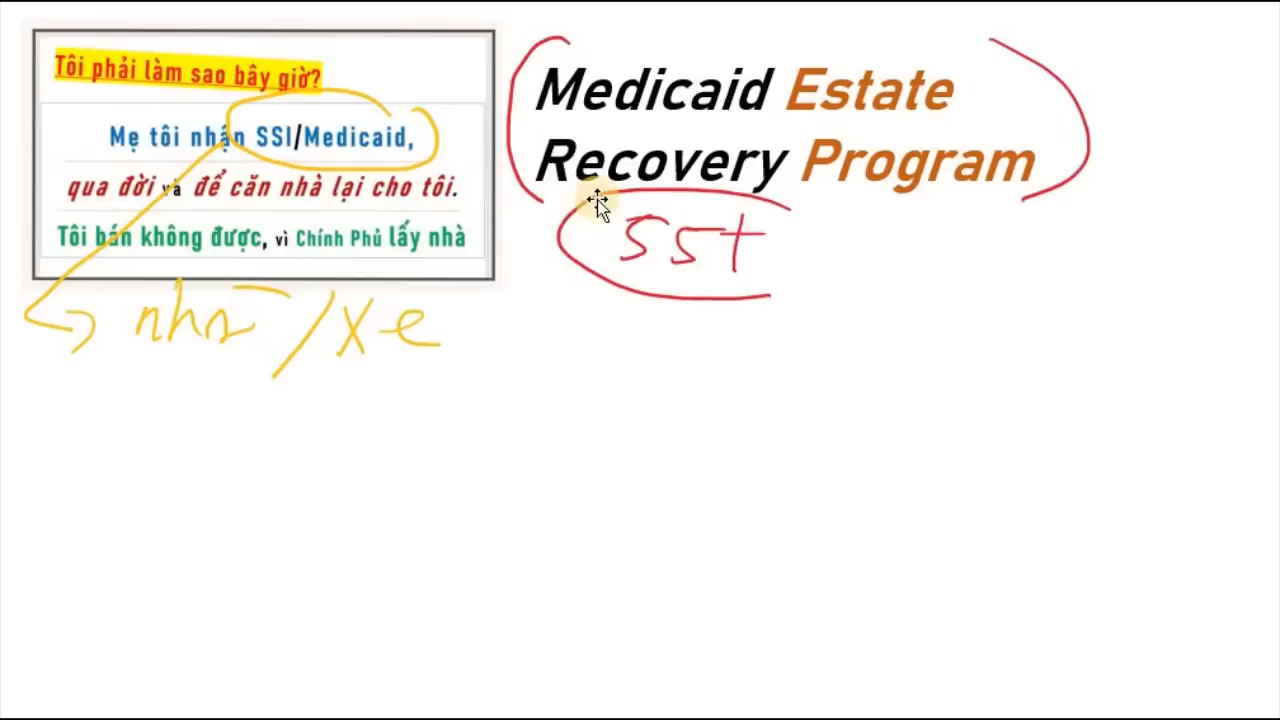 Tôi phải làm sao bây giờ?
Mẹ tôi nhận SSI/Medicaid,
qua đời và để căn nhà lại cho tôi.
Tôi bán không được, vì Chính Phủ lấy nhà
Medicaid Estate
Recovery Program
nhà / xe